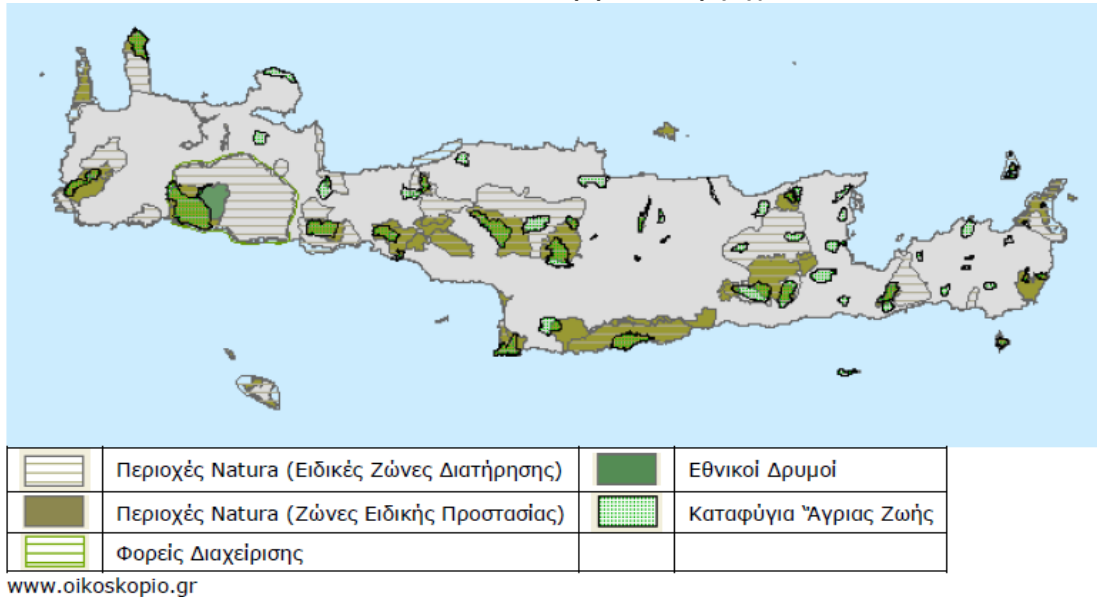 Περιοχές Natura (Ειδικές Ζώνες Διατήρησης)
Εθνικοί Δρυμοί
Περιοχές Natura (Ζώνες Ειδικής Προστασίας)
Καταφύγια Ἄγριας Ζωής
Φορείς Διαχείρισης
www.oikoskopio.gr